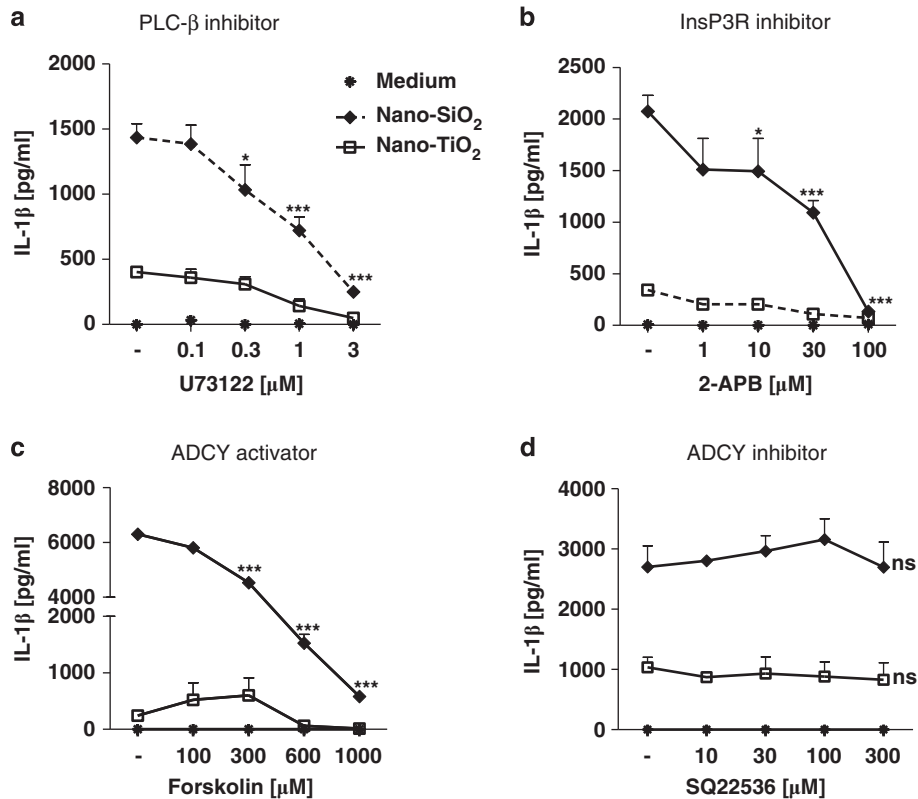 a
PLC-β inhibitor
2000
1500
1000
500
0
IL-1β [pg/ml]
Medium
Nano-SiO2
Nano-TiO2
*
***
***
- 0.1 0.3 1 3
U73122 [μM]
b
InsP3R inhibitor
2500
2000
1500
1000
500
0
IL-1β [pg/ml]
*
***
***
- 1 10 30 100
2-APB [μM]
c
ADCY activator
8000
6000
4000
2000
1000
0
IL-1β [pg/ml]
***
***
***
- 100 300 600 1000
Forskolin [μM]
d
ADCY inhibitor
4000
3000
2000
1000
0
IL-1β [pg/ml]
ns
ns
- 10 30 100 300
SQ22536 [μM]